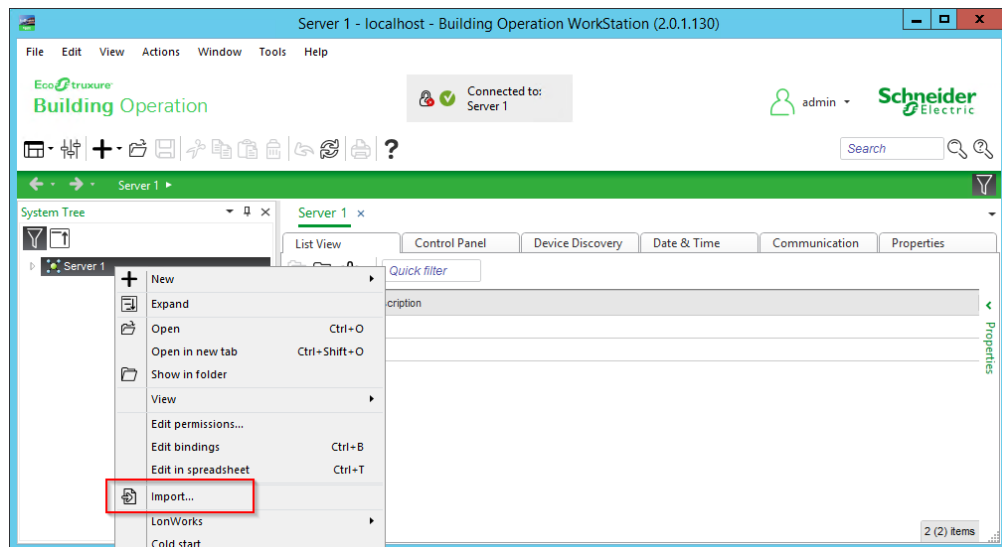 Server 1 - localhost - Building Operation WorkStation (2.0.1.130)
File Edit View Actions Window Tools Help
EcoStruxure
Building Operation
Connected to:
Server 1
admin
Schneider
Electric
Search
Server 1
System Tree
Server 1
List View Control Panel Device Discovery Date & Time Communication Properties
Quick filter
Server 1
cription
Properties
New
Expand
Open Ctrl+O
Open in new tab Ctrl+Shift+O
Show in folder
View
Edit permissions...
Edit bindings Ctrl+B
Edit in spreadsheet Ctrl+T
Import...
LonWorks
Cold start
2 (2) items